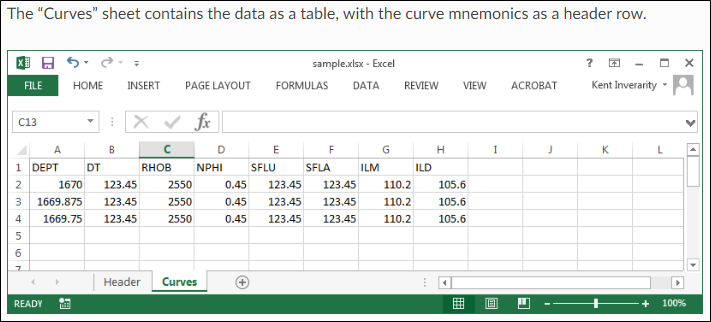 The “Curves” sheet contains the data as a table, with the curve mnemonics as a header row.
sample.xlsx - Excel
?
FILE HOME INSERT PAGE LAYOUT FORMULAS DATA REVIEW VIEW ACROBAT Kent Inverarity
C13 fx
A B C D E F G H I J K L
1 DEPT DT RHOB NPHI SFLU SFLA ILM ILD
2 1670 123.45 2550 0.45 123.45 123.45 110.2 105.6
3 1669.875 123.45 2550 0.45 123.45 123.45 110.2 105.6
4 1669.75 123.45 2550 0.45 123.45 123.45 110.2 105.6
5
6
7
Header Curves
READY 100%